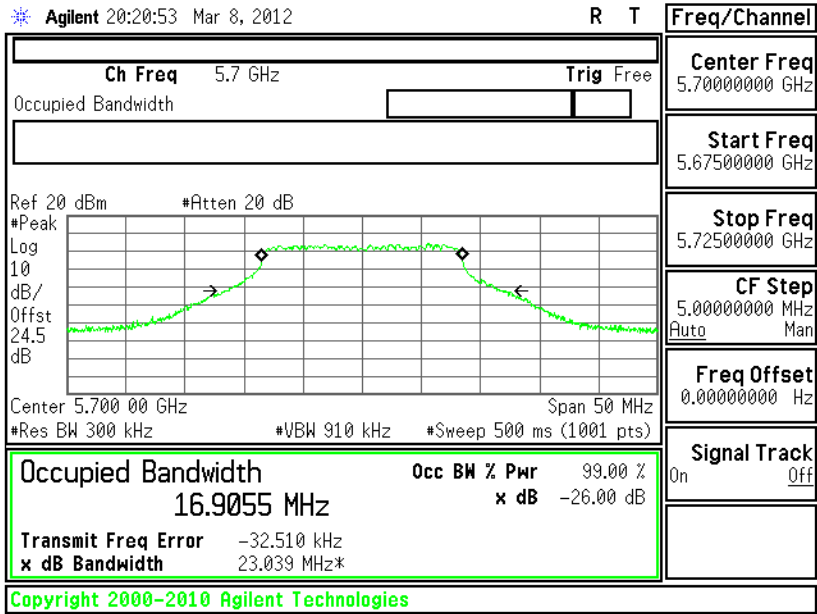 Agilent 20:20:53 Mar 8, 2012 R T
Freq/Channel
Ch Freq 5.7 GHz Trig Free
Occupied Bandwidth
Center Freq
5.70000000 GHz
Start Freq
5.67500000 GHz
Stop Freq
5.72500000 GHz
CF Step
5.00000000 MHz
Auto Man
Freq Offset
0.00000000 Hz
Signal Track
On Off
Ref 20 dBm #Atten 20 dB
#Peak
Log
10
dB/
Offst
24.5
dB
Center 5.700 00 GHz Span 50 MHz
#Res BW 300 kHz #VBW 910 kHz #Sweep 500 ms (1001 pts)
Occupied Bandwidth Occ BW % Pwr 99.00 %
16.9055 MHz x dB -26.00 dB
Transmit Freq Error -32.510 kHz
x dB Bandwidth 23.039 MHz*
Copyright 2000-2010 Agilent Technologies